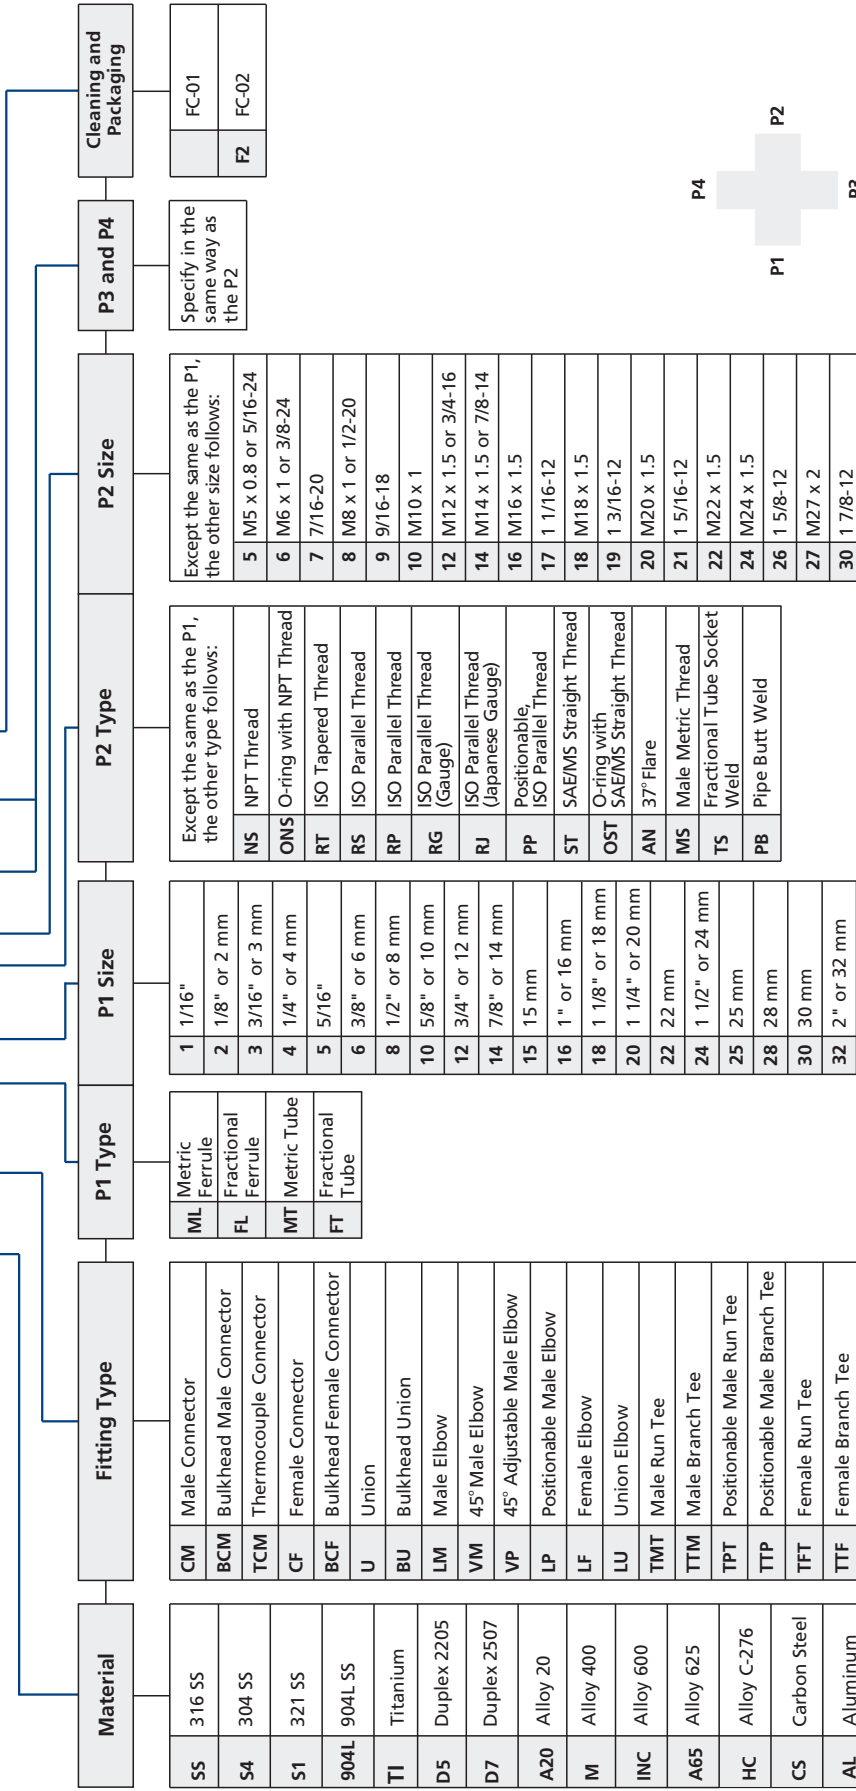 Material
SS 316 SS
S4 304 SS
S1 321 SS
904L 904L SS
TI Titanium
D5 Duplex 2205
D7 Duplex 2507
A20 Alloy 20
M Alloy 400
INC Alloy 600
A65 Alloy 625
HC Alloy C-276
CS Carbon Steel
AL Aluminum
Fitting Type
CM Male Connector
BCM Bulkhead Male Connector
TCM Thermocouple Connector
CF Female Connector
BCF Bulkhead Female Connector
U Union
BU Bulkhead Union
LM Male Elbow
VM 45° Male Elbow
VP 45° Adjustable Male Elbow
LP Positionable Male Elbow
LF Female Elbow
LU Union Elbow
TMT Male Run Tee
TTM Male Branch Tee
TPT Positionable Male Run Tee
TTP Positionable Male Branch Tee
TFT Female Run Tee
TTF Female Branch Tee
P1 Type
ML Metric
Ferrule
FL Fractional
Ferrule
MT Metric Tube
FT Fractional
Tube
P1 Size
1 1/16"
2 1/8" or 2 mm
3 3/16" or 3 mm
4 1/4" or 4 mm
5 5/16"
6 3/8" or 6 mm
8 1/2" or 8 mm
10 5/8" or 10 mm
12 3/4" or 12 mm
14 7/8" or 14 mm
15 15 mm
16 1" or 16 mm
18 1 1/8" or 18 mm
20 1 1/4" or 20 mm
22 22 mm
24 1 1/2" or 24 mm
25 25 mm
28 28 mm
30 30 mm
32 2" or 32 mm
P2 Type
Except the same as the P1,
the other type follows:
NS NPT Thread
ONS O-ring with NPT Thread
RT ISO Tapered Thread
RS ISO Parallel Thread
RP ISO Parallel Thread
RG ISO Parallel Thread
(Gauge)
RJ ISO Parallel Thread
(Japanese Gauge)
PP Positionable,
ISO Parallel Thread
ST SAE/MS Straight Thread
OST O-ring with
SAE/MS Straight Thread
AN 37° Flare
MS Male Metric Thread
TS Fractional Tube Socket
Weld
PB Pipe Butt Weld
P2 Size
Except the same as the P1,
the other size follows:
5 M5 x 0.8 or 5/16-24
6 M6 x 1 or 3/8-24
7 7/16-20
8 M8 x 1 or 1/2-20
9 9/16-18
10 M10 x 1
12 M12 x 1.5 or 3/4-16
14 M14 x 1.5 or 7/8-14
16 M16 x 1.5
17 1 1/16-12
18 M18 x 1.5
19 1 3/16-12
20 M20 x 1.5
21 1 5/16-12
22 M22 x 1.5
24 M24 x 1.5
26 1 5/8-12
27 M27 x 2
30 1 7/8-12
P3 and P4
Specify in the
same way as
the P2
Cleaning and
Packaging
FC-01
F2 FC-02
P4
P1
P2
P3